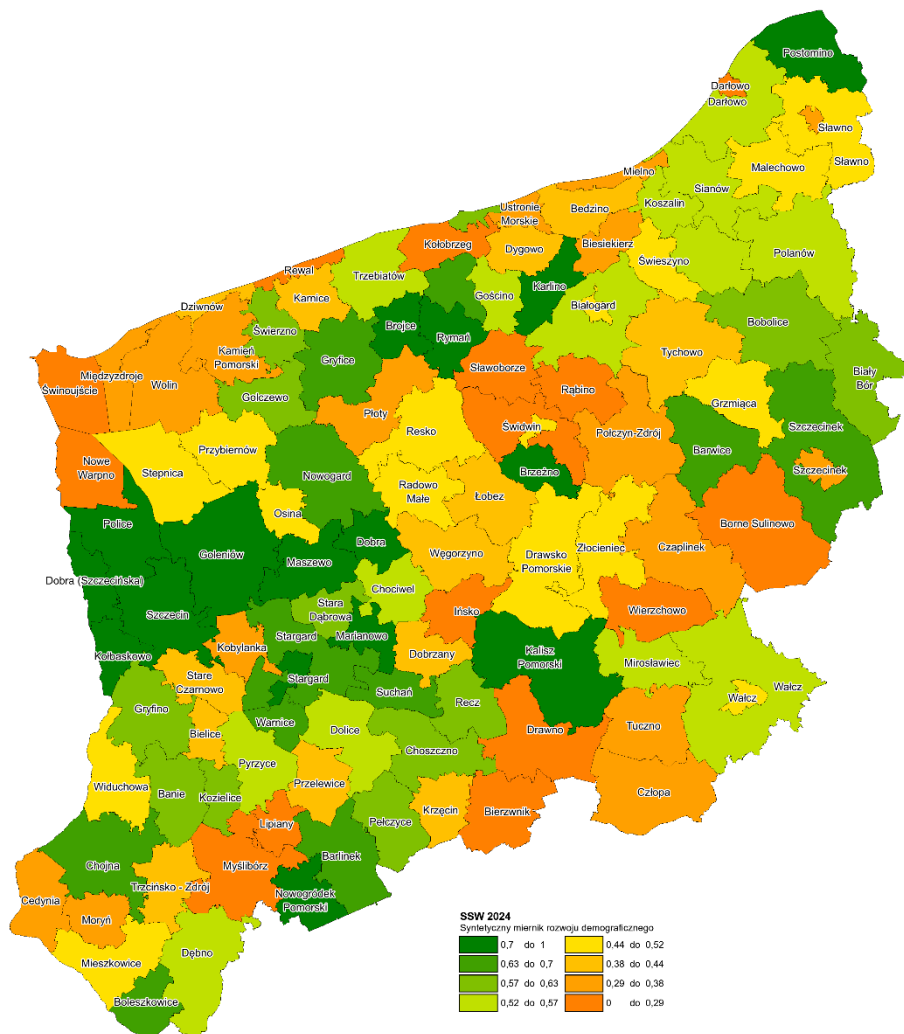 Postomino
Darłowo
Darłowo
Sławno
Malechowo
Sławno
Mielno
Sianów
Koszalin
Ustronie
Morskie
Będzino
Kołobrzeg
Dygowo
Biesiekierz
Świeszyno
Polanów
Rewal
Trzebiatów
Gościno
Karlino
Białogard
Dziwnów
Karnice
Świerzno
Brojce
Rymań
Bobolice
Kamień
Pomorski
Gryfice
Tychowo
Biały
Bór
Międzyzdroje
Świnoujście
Wolin
Golczewo
Sławoborze
Rąbino
Grzmiąca
Płoty
Szczecinek
Resko
Świdwin
Połczyn-Zdrój
Barwice
Przybiernów
Nowe
Warpno
Stepnica
Nowogard
Radowo
Małe
Brzeżno
Szczecinek
Łobez
Osina
Police
Borne Sulinowo
Goleniów
Dobra
Węgorzyno
Drawsko
Pomorskie
Złocieniec
Czaplinek
Maszewo
Dobra (Szczecińska)
Chociwel
Szczecin
Stara
Dąbrowa
Ińsko
Wierzchowo
Kobylanka
Stargard
Marianowo
Kołbaskowo
Dobrzany
Kalisz
Pomorski
Mirosławiec
Stargard
Stare
Czarnowo
Suchań
Wałcz
Wałcz
Gryfino
Recz
Warnice
Bielice
Dolice
Drawno
Tuczno
Pyrzyce
Choszczno
Widuchowa
Banie
Kozielice
Przelewice
Człopa
Krzęcin
Bierzwnik
Pełczyce
Lipiany
Barlinek
Chojna
Myślibórz
Trzcińsko - Zdrój
Nowogródek
Pomorski
Cedynia
Moryń
Mieszkowice
Dębno
Boleszkowice
SSW 2024
Syntetyczny miernik rozwoju demograficznego
0,7 do 1
0,44 do 0,52
0,63 do 0,7
0,38 do 0,44
0,57 do 0,63
0,29 do 0,38
0,52 do 0,57
0 do 0,29